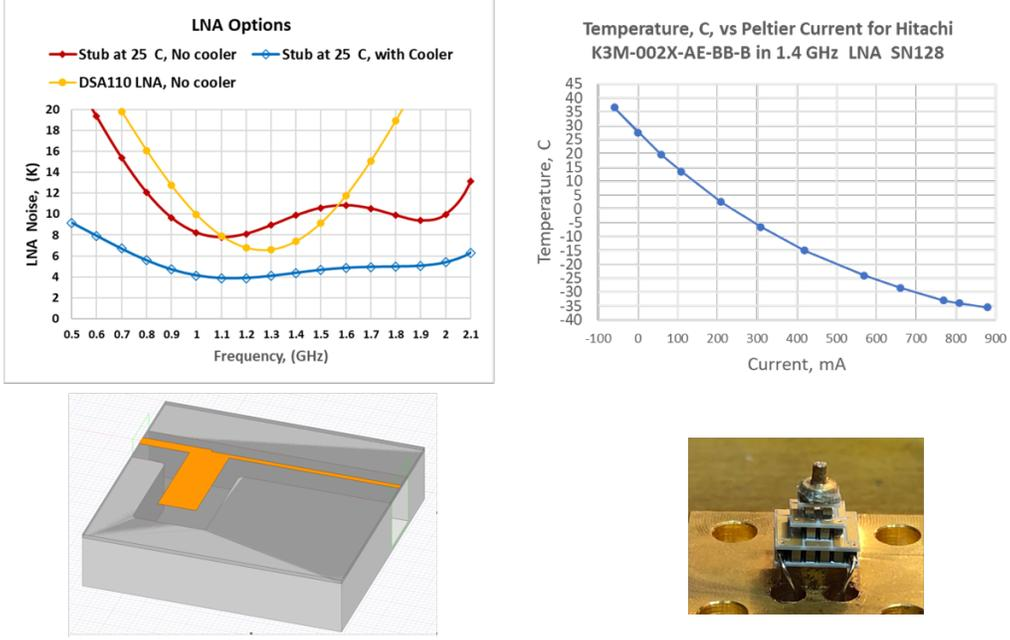 LNA Options
Stub at 25 C, No cooler
Stub at 25 C, with Cooler
DSA110 LNA, No cooler
20
18
16
14
12
10
8
6
4
2
0
LNA Noise, (K)
0.5 0.6 0.7 0.8 0.9 1 1.1 1.2 1.3 1.4 1.5 1.6 1.7 1.8 1.9 2 2.1
Frequency, (GHz)
Temperature, C, vs Peltier Current for Hitachi
K3M-002X-AE-BB-B in 1.4 GHz LNA SN128
45
40
35
30
25
20
15
10
5
0
-5
-10
-15
-20
-25
-30
-35
-40
Temperature, C
-100 0 100 200 300 400 500 600 700 800 900
Current, mA